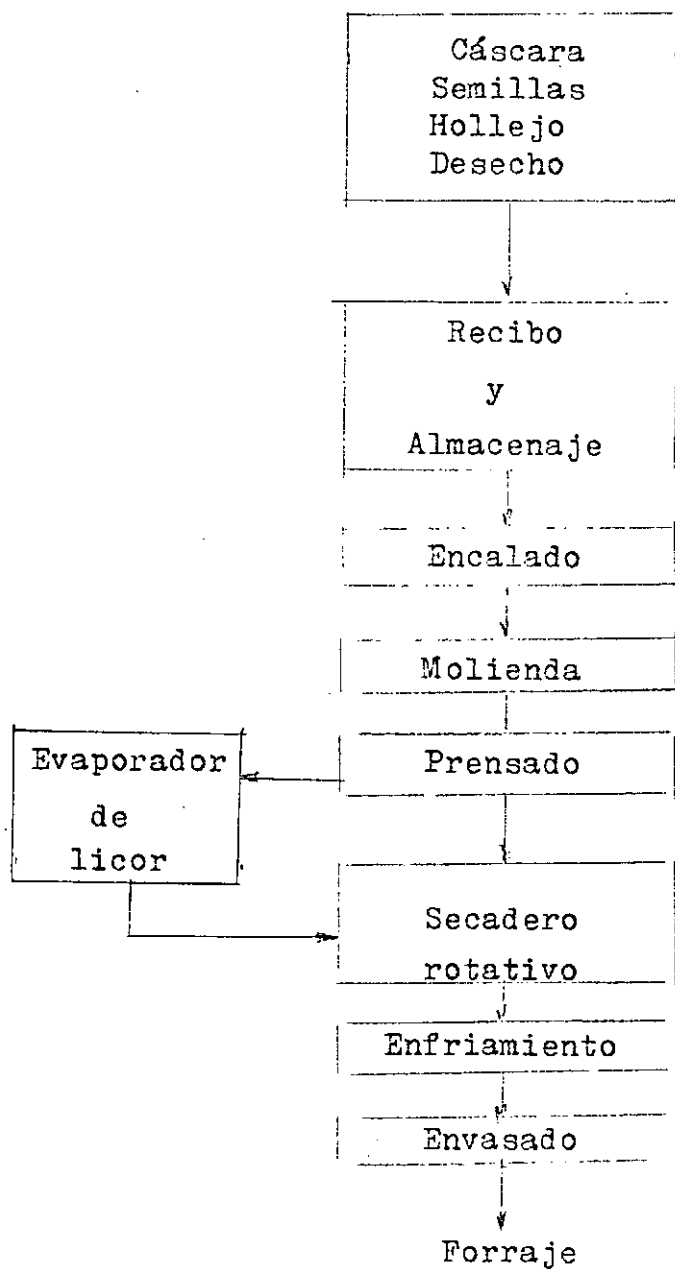 Cáscara
Semillas
Hollejo
Desecho
Recibo
y
Almacenaje
Encalado
Molienda
Prensado
Evaporador
de
licor
Secadero
rotativo
Enfriamiento
Envasado
Forraje